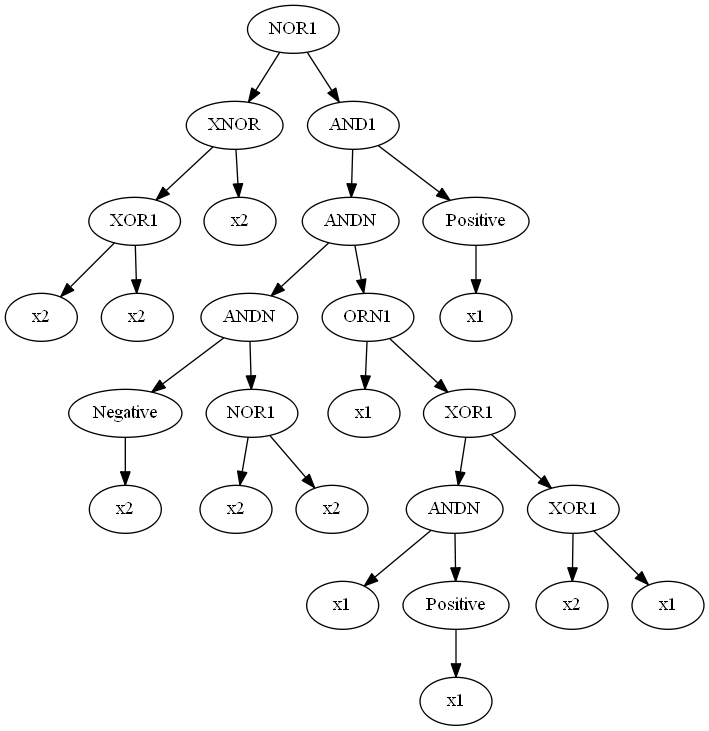 NOR1
XNOR AND1
XOR1 x2 ANDN Positive
x2 x2 ANDN ORN1 x1
Negative NOR1 x1 XOR1
x2 x2 x2 ANDN XOR1
x1 Positive x2 x1
x1